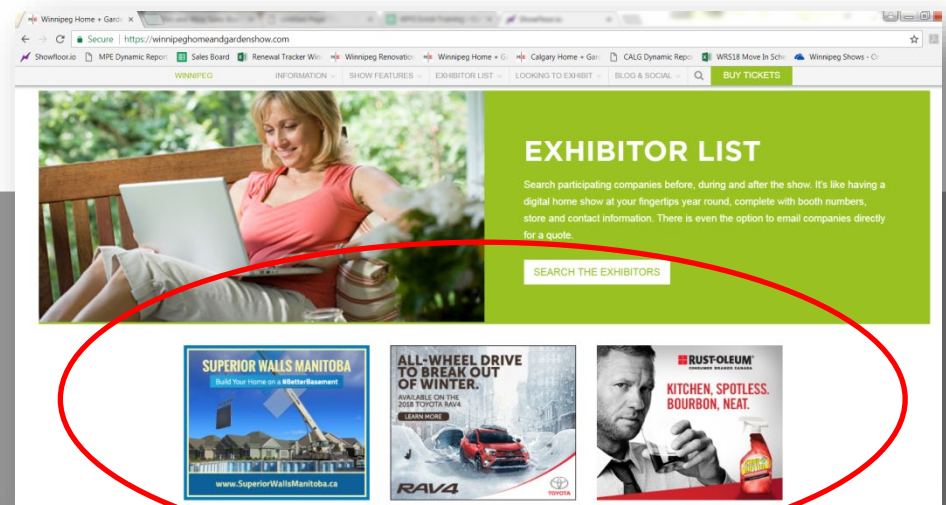 Winnipeg Home + Gard
Showfloor.io
Secure | https://winnipeghomeandgardenshow.com
Showfloor.io MPE Dynamic Report Sales Board Renewal Tracker Win Winnipeg Renovation Winnipeg Home + G Calgary Home + Gar CALG Dynamic Repo WRS18 Move In Sche Winnipeg Shows - O
WINNIPEG INFORMATION SHOW FEATURES EXHIBITOR LIST LOOKING TO EXHIBIT BLOG & SOCIAL BUY TICKETS
EXHIBITOR LIST
Search participating companies before, during and after the show. It's like having a
digital home show at your fingertips year round, complete with booth numbers,
store and contact information. There is even the option to email companies directly
for a quote.
SEARCH THE EXHIBITORS
SUPERIOR WALLS MANITOBA
Build Your Home on a #BetterBasement
www.SuperiorWallsManitoba.ca
ALL-WHEEL DRIVE
TO BREAK OUT
OF WINTER.
AVAILABLE ON THE
2018 TOYOTA RAV4
LEARN MORE
RAV4
TOYOTA
RUST-OLEUM
CONSUMER BRANDS CANADA
KITCHEN, SPOTLESS.
BOURBON, NEAT.